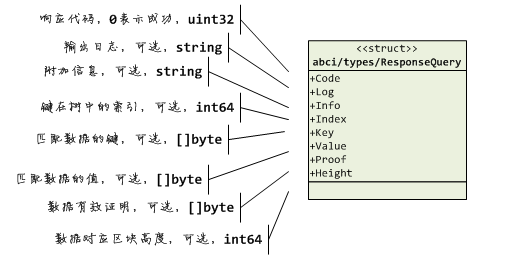 响应代码，0表示成功，uint32
输出日志，可选，string
附加信息，可选，string
键在树中的索引，可选，int64
匹配数据的键，可选，[]byte
匹配数据的值，可选，[]byte
数据有效证明，可选，[]byte
数据对应区块高度，可选，int64
<<struct>>
abci/types/ResponseQuery
+Code
+Log
+Info
+Index
+Key
+Value
+Proof
+Height